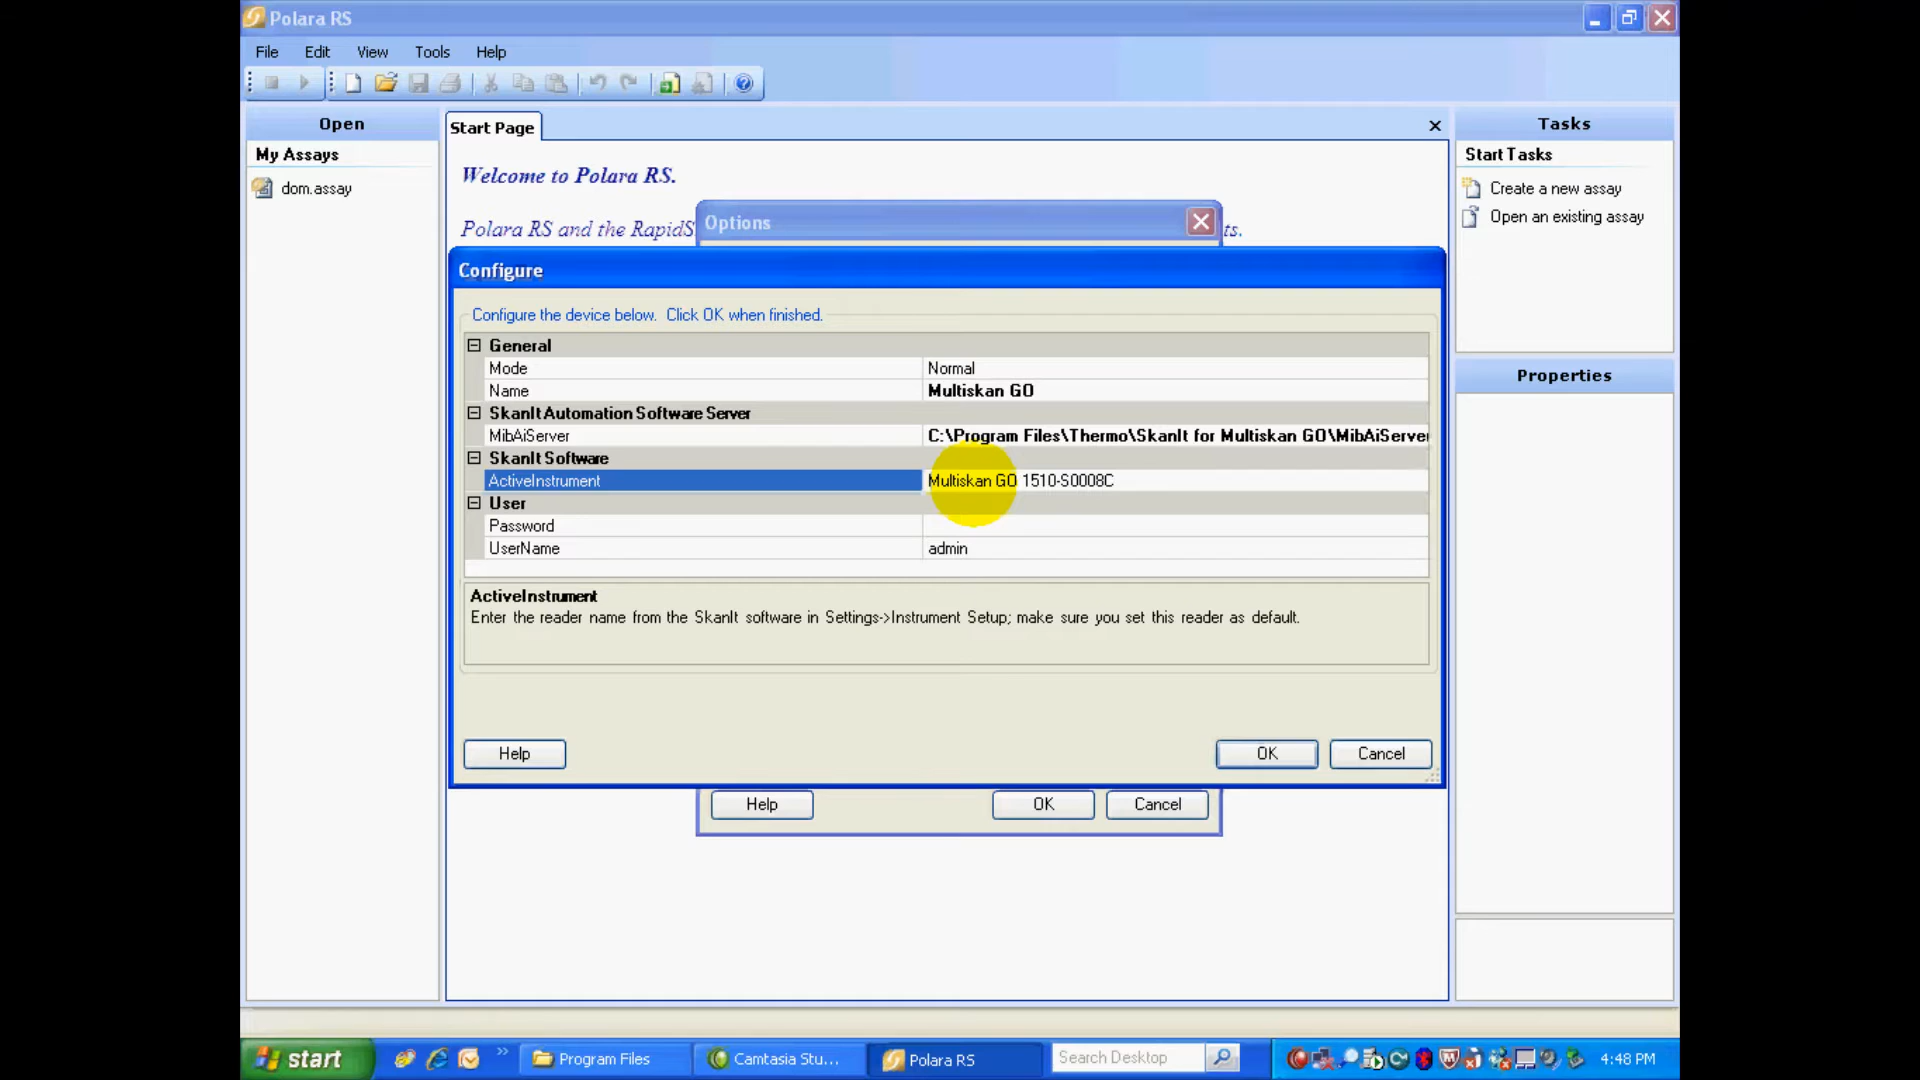 Polara RS
File Edit View Tools Help
Open
My Assays
dom.assay
Start Page
Welcome to Polara RS.
Polara RS and the RapidS
ts.
Tasks
Start Tasks
Create a new assay
Open an existing assay
Properties
Options
Configure
Configure the device below. Click OK when finished.
General
Mode Normal
Name Multiskan GO
SkanIt Automation Software Server
MibAiServer C:\Program Files\Thermo\SkanIt for Multiskan GO\MibAiServer
SkanIt Software
ActiveInstrument Multiskan GO 1510-S0008C
User
Password
UserName admin
ActiveInstrument
Enter the reader name from the SkanIt software in Settings->Instrument Setup; make sure you set this reader as default.
Help OK Cancel
Help OK Cancel
start Program Files Camtasia Stu... Polara RS Search Desktop 4:48 PM